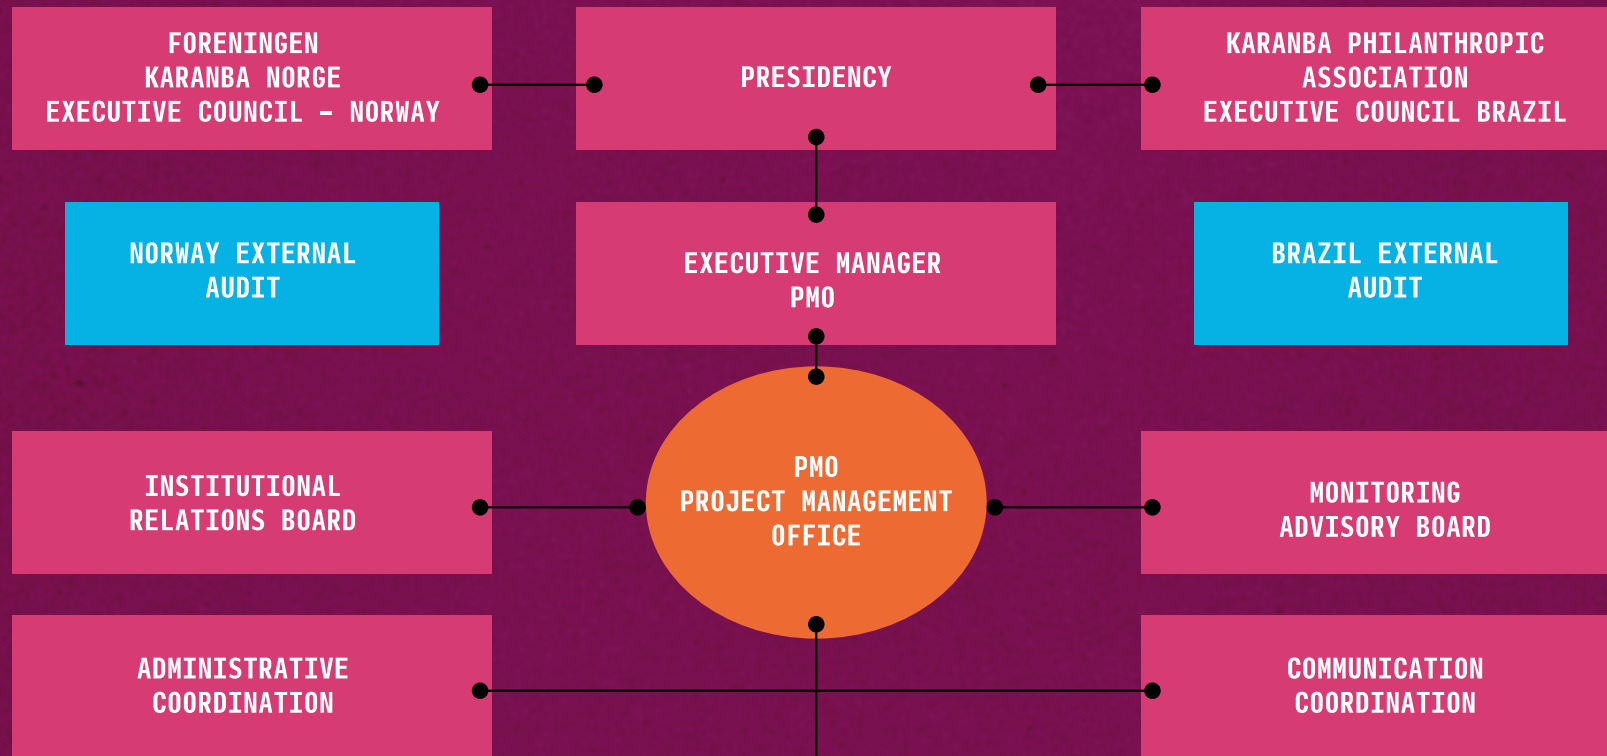 FORENINGEN
KARANBA NORGE
EXECUTIVE COUNCIL – NORWAY
PRESIDENCY
KARANBA PHILANTHROPIC
ASSOCIATION
EXECUTIVE COUNCIL BRAZIL
NORWAY EXTERNAL
AUDIT
EXECUTIVE MANAGER
PMO
BRAZIL EXTERNAL
AUDIT
INSTITUTIONAL
RELATIONS BOARD
PMO
PROJECT MANAGEMENT
OFFICE
MONITORING
ADVISORY BOARD
ADMINISTRATIVE
COORDINATION
COMMUNICATION
COORDINATION